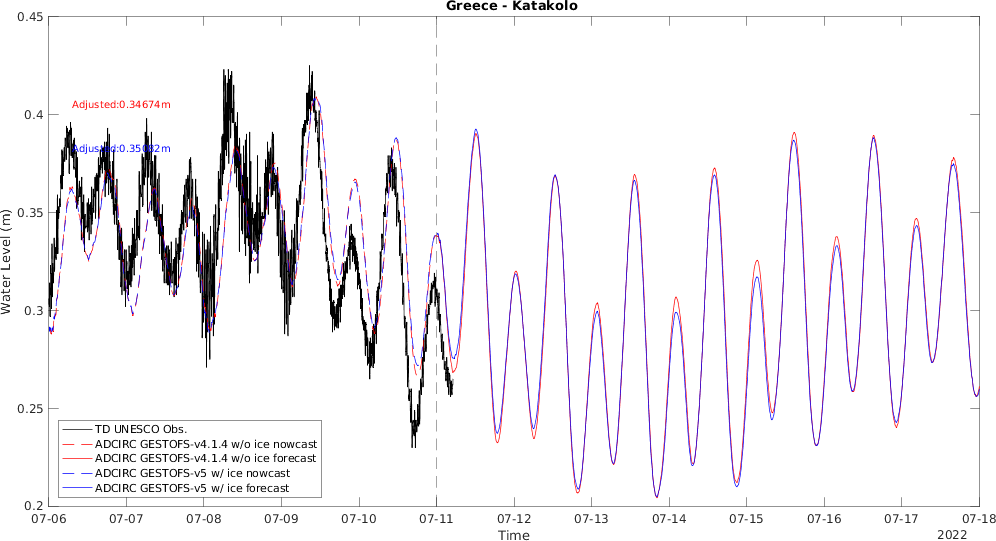 Greece - Katakolo
0.45
0.4
0.35
0.3
0.25
0.2
Water Level (m)
Adjusted:0.34674m
Adjusted:0.35032m
TD UNESCO Obs.
ADCIRC GESTOFS-v4.1.4 w/o ice nowcast
ADCIRC GESTOFS-v4.1.4 w/o ice forecast
ADCIRC GESTOFS-v5 w/ ice nowcast
ADCIRC GESTOFS-v5 w/ ice forecast
07-06 07-07 07-08 07-09 07-10 07-11 07-12 07-13 07-14 07-15 07-16 07-17 07-18
Time
2022